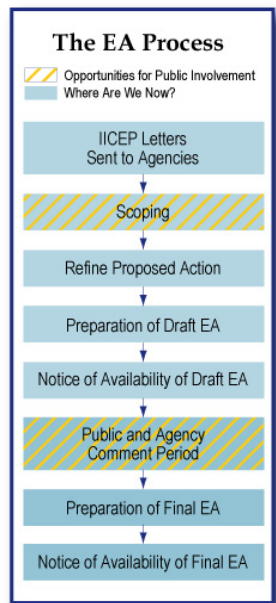 The EA Process
Opportunities for Public Involvement
Where Are We Now?
IICEP Letters
Sent to Agencies
Scoping
Refine Proposed Action
Preparation of Draft EA
Notice of Availability of Draft EA
Public and Agency
Comment Period
Preparation of Final EA
Notice of Availability of Final EA